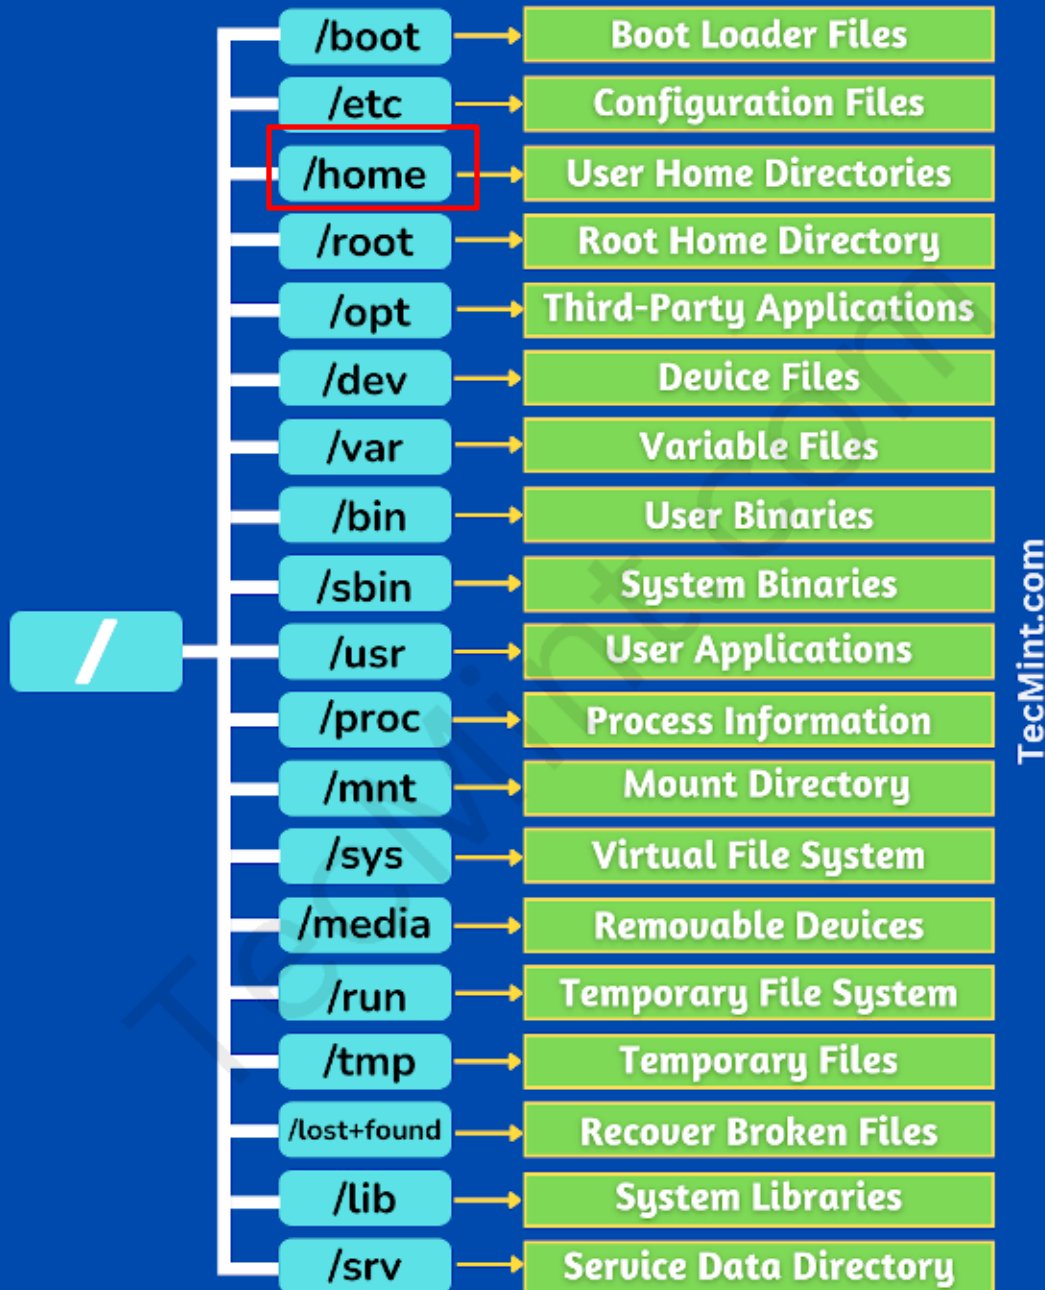 /boot Boot Loader Files
/etc Configuration Files
/home User Home Directories
/root Root Home Directory
/opt Third-Party Applications
/dev Device Files
/var Variable Files
/bin User Binaries
/sbin System Binaries
/ /usr User Applications
/proc Process Information
/mnt Mount Directory
/sys Virtual File System
/media Removable Devices
/run Temporary File System
/tmp Temporary Files
/lost+found Recover Broken Files
/lib System Libraries
/srv Service Data Directory
TecMint.com
TecMint.com